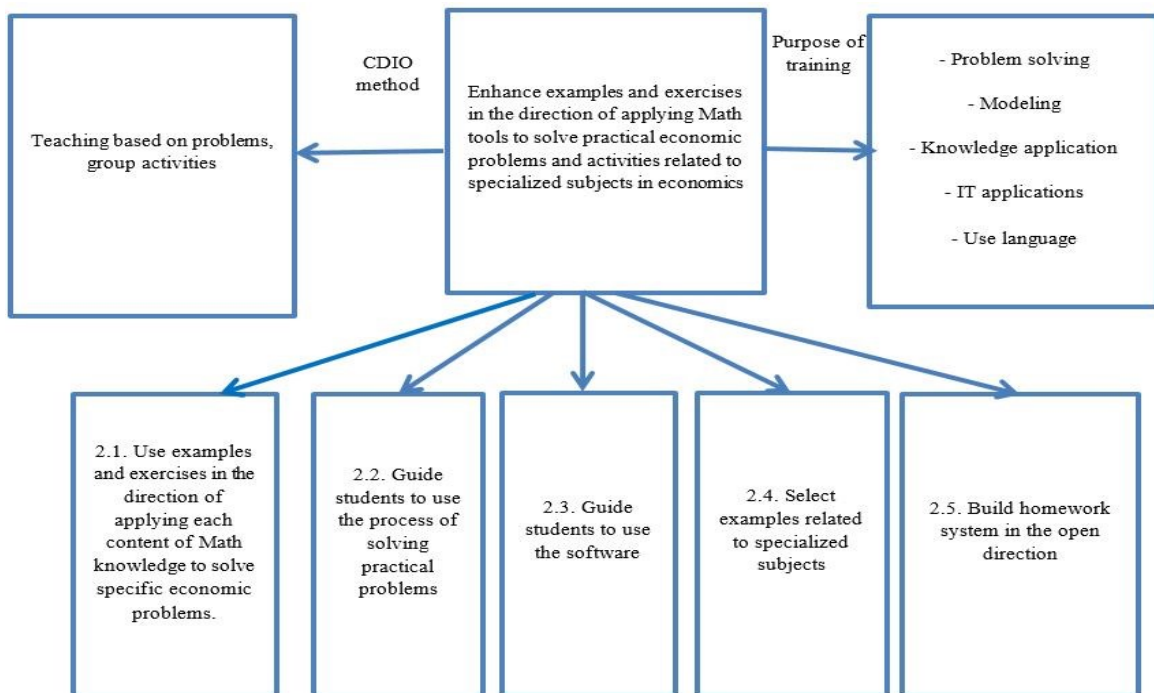 Teaching based on problems,
group activities
CDIO
method
Enhance examples and exercises
in the direction of applying Math
tools to solve practical economic
problems and activities related to
specialized subjects in economics
Purpose of
training
- Problem solving
- Modeling
- Knowledge application
- IT applications
- Use language
2.1. Use examples
and exercises in the
direction of
applying each
content of Math
knowledge to solve
specific economic
problems.
2.2. Guide
students to use
the process of
solving
practical
problems
2.3. Guide
students to use
the software
2.4. Select
examples related
to specialized
subjects
2.5. Build homework
system in the open
direction